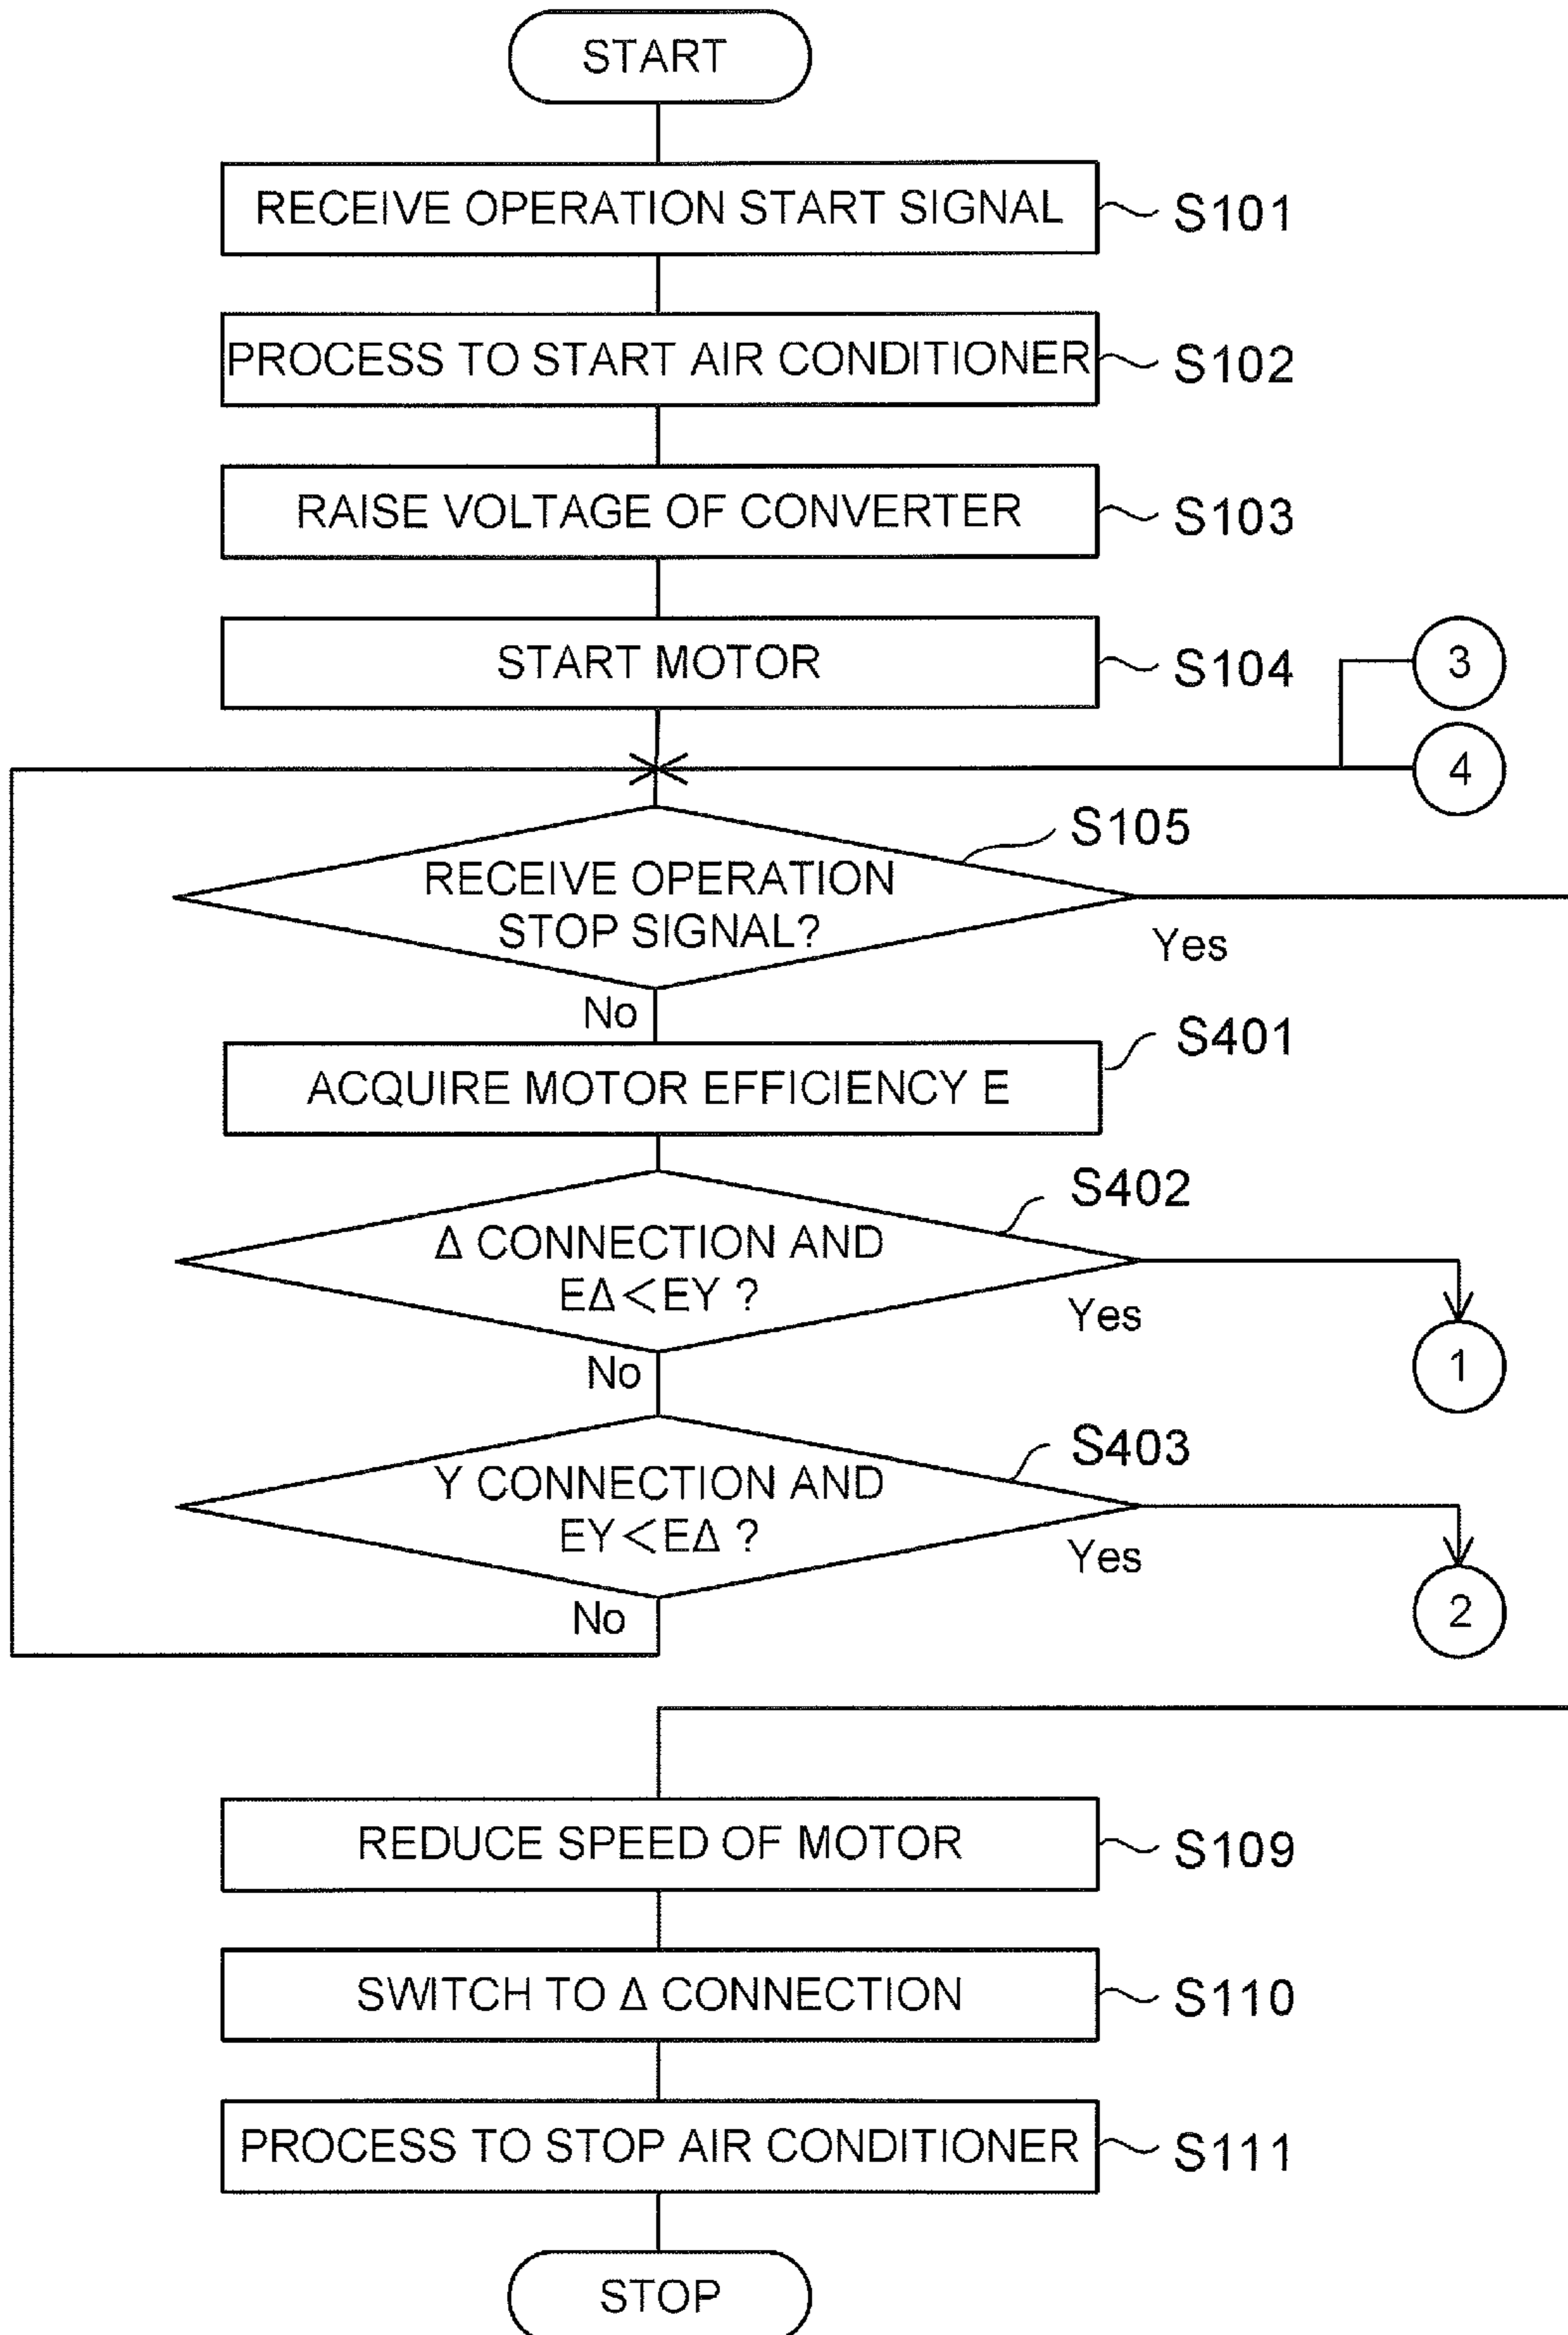 START
RECEIVE OPERATION START SIGNAL
S101
PROCESS TO START AIR CONDITIONER
S102
RAISE VOLTAGE OF CONVERTER
S103
START MOTOR
S104
3
4
S105
RECEIVE OPERATION
STOP SIGNAL?
Yes
No
S401
ACQUIRE MOTOR EFFICIENCY E
S402
Δ CONNECTION AND
EΔ<EY ?
Yes
No
1
S403
Y CONNECTION AND
EY<EΔ ?
Yes
No
2
REDUCE SPEED OF MOTOR
S109
SWITCH TO Δ CONNECTION
S110
PROCESS TO STOP AIR CONDITIONER
S111
STOP